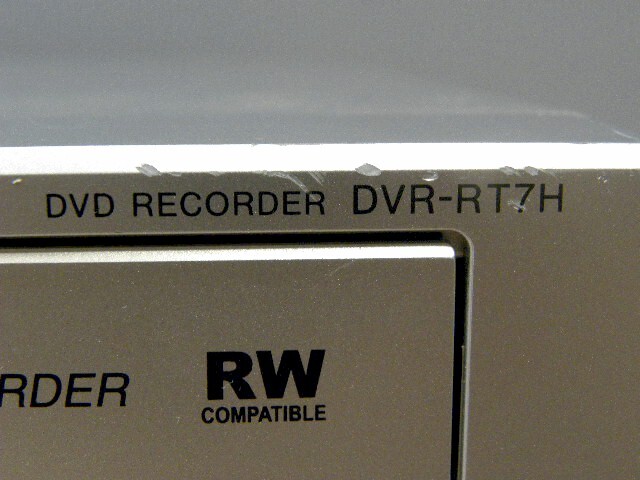 DVD RECORDER DVR-RT7H
RDER
RW
COMPATIBLE